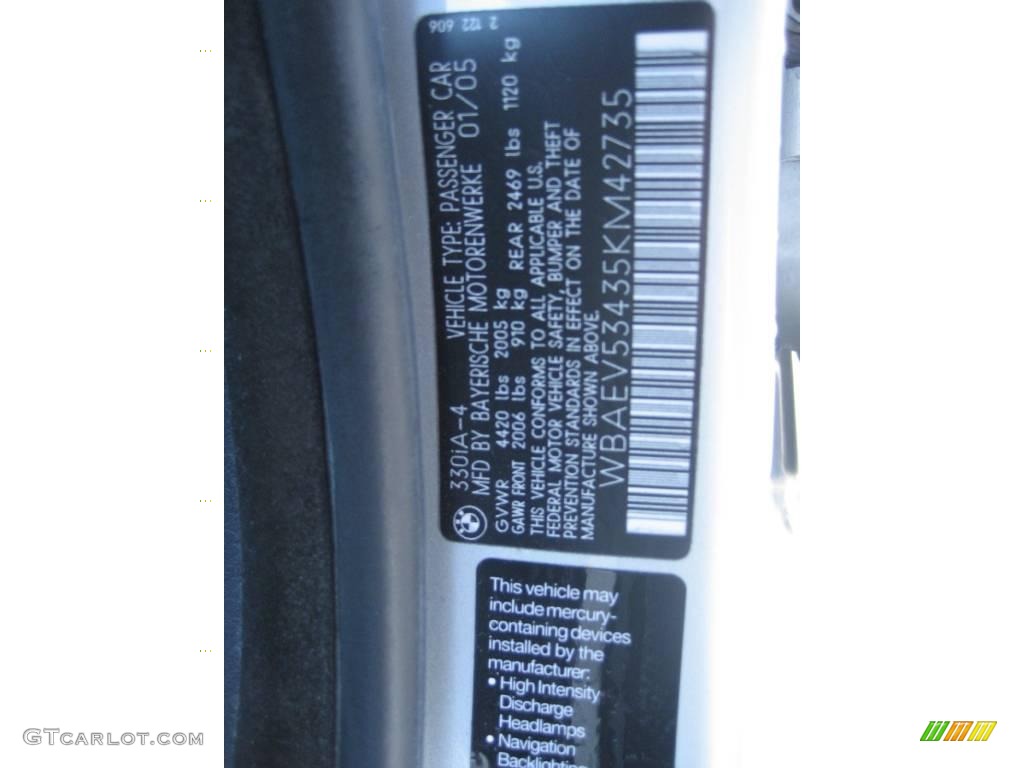 2 122 606
330iA-4 VEHICLE TYPE: PASSENGER CAR
MFD BY BAYERISCHE MOTORENWERKE 01/05
GVWR 4420 lbs 2005 kg
GAWR FRONT 2006 lbs 910 kg REAR 2469 lbs 1120 kg
THIS VEHICLE CONFORMS TO ALL APPLICABLE U.S.
FEDERAL MOTOR VEHICLE SAFETY, BUMPER AND THEFT
PREVENTION STANDARDS IN EFFECT ON THE DATE OF
MANUFACTURE SHOWN ABOVE.
WBAEV53435KM42735
This vehicle may
include mercury-
containing devices
installed by the
manufacturer:
• High Intensity
Discharge
Headlamps
• Navigation
Backlighting
GTCARLOT.COM